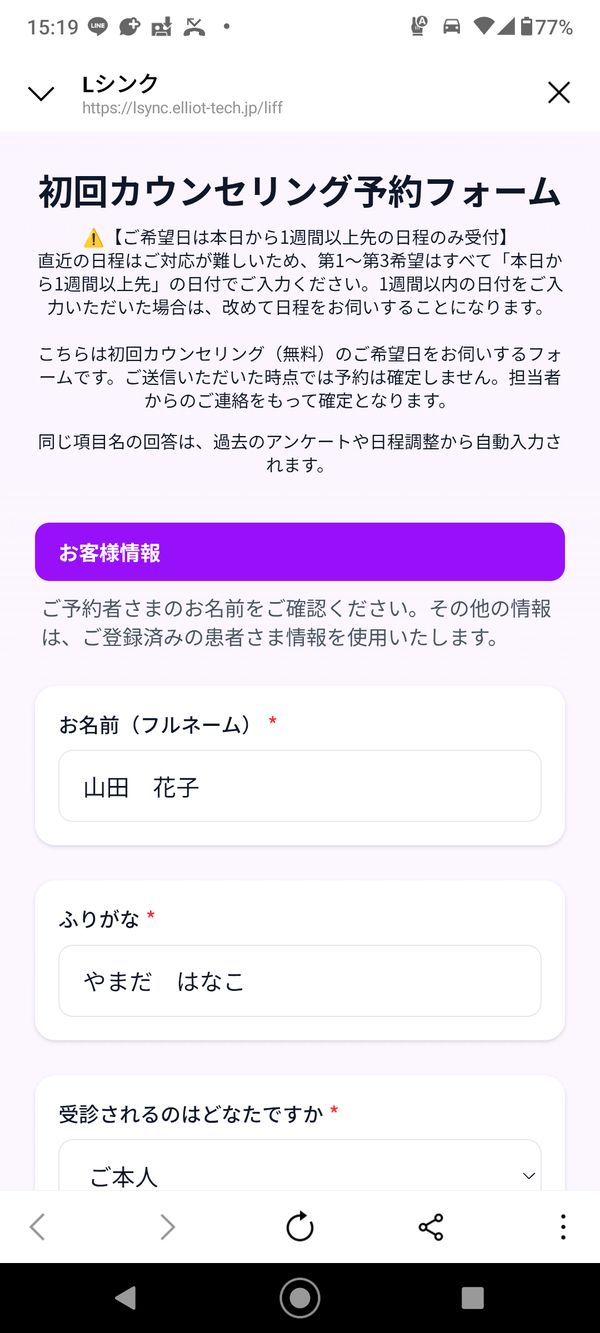 15:19
LINE
A
77%
Lシンク
https://lsync.elliot-tech.jp/liff
初回カウンセリング予約フォーム
⚠️【ご希望日は本日から1週間以上先の日程のみ受付】
直近の日程はご対応が難しいため、第1〜第3希望はすべて「本日か
ら1週間以上先」の日付でご入力ください。1週間以内の日付をご入
力いただいた場合は、改めて日程をお伺いすることになります。
こちらは初回カウンセリング（無料）のご希望日をお伺いするフォ
ームです。ご送信いただいた時点では予約は確定しません。担当者
からのご連絡をもって確定となります。
同じ項目名の回答は、過去のアンケートや日程調整から自動入力さ
れます。
お客様情報
ご予約者さまのお名前をご確認ください。その他の情報
は、ご登録済みの患者さま情報を使用いたします。
お名前（フルネーム） *
山田　花子
ふりがな *
やまだ　はなこ
受診されるのはどなたですか *
ご本人